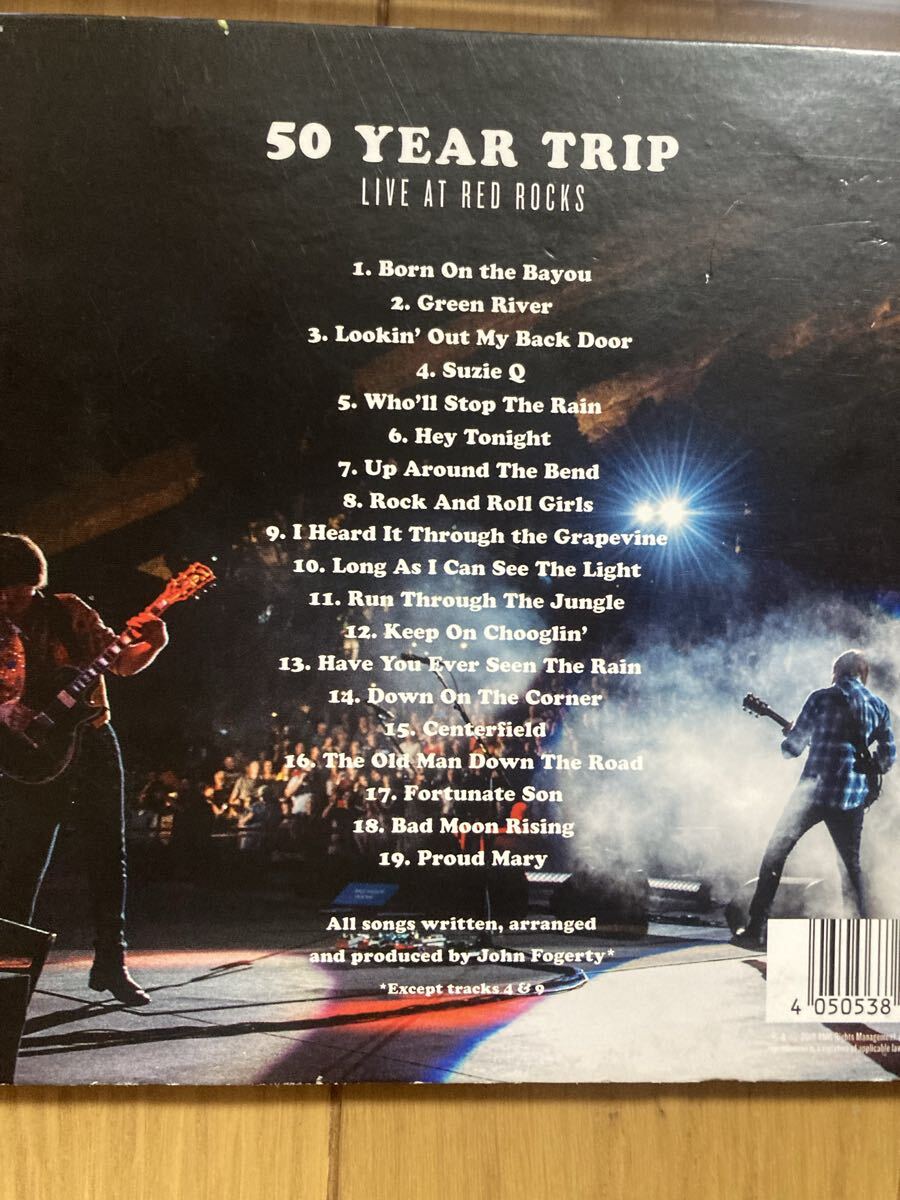 50 YEAR TRIP
LIVE AT RED ROCKS
1. Born On the Bayou
2. Green River
3. Lookin' Out My Back Door
4. Suzie Q
5. Who'll Stop The Rain
6. Hey Tonight
7. Up Around The Bend
8. Rock And Roll Girls
9. I Heard It Through the Grapevine
10. Long As I Can See The Light
11. Run Through The Jungle
12. Keep On Chooglin'
13. Have You Ever Seen The Rain
14. Down On The Corner
15. Centerfield
16. The Old Man Down The Road
17. Fortunate Son
18. Bad Moon Rising
19. Proud Mary
All songs written, arranged
and produced by John Fogerty*
*Except tracks 4 & 9
4 050538
Rights Management
of applicable law